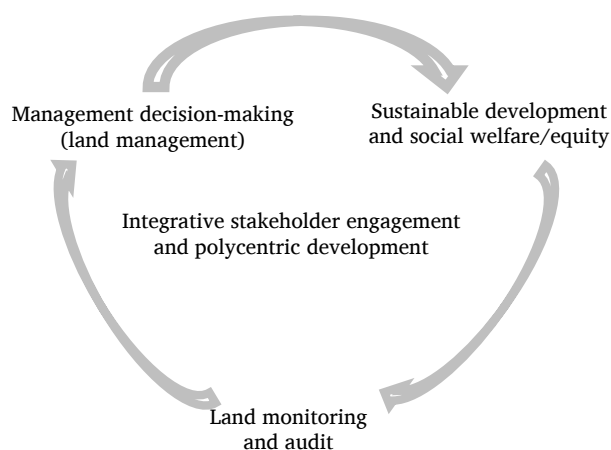 Management decision-making
(land management)
Sustainable development
and social welfare/equity
Integrative stakeholder engagement
and polycentric development
Land monitoring
and audit